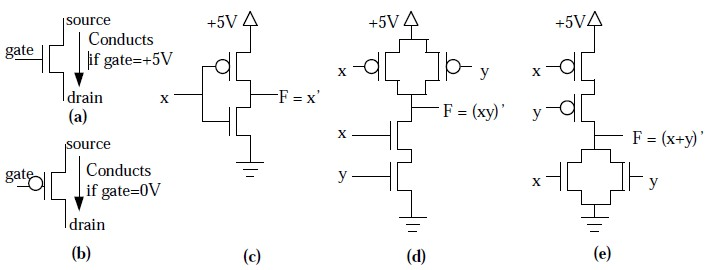 source
gate
Conducts
if gate=+5V
drain
(a)
source
gate
Conducts
if gate=0V
drain
(b)
+5V
x
F = x'
(c)
+5V
x
y
F = (xy) '
x
y
(d)
+5V
x
y
F = (x+y) '
x
y
(e)